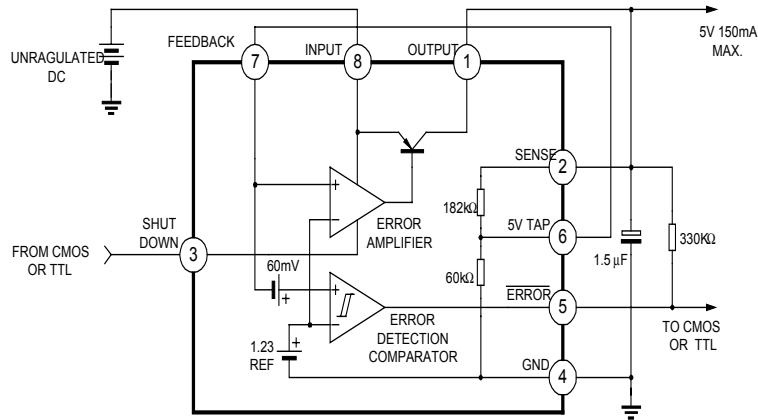 FEEDBACK
INPUT
OUTPUT
5V 150mA
MAX.
UNRAGULATED
DC
7
8
1
SENSE
2
182kΩ
5V TAP
6
SHUT
DOWN
3
ERROR
AMPLIFIER
FROM CMOS
OR TTL
60mV
60kΩ
1.5 µF
330KΩ
ERROR
5
ERROR
DETECTION
COMPARATOR
TO CMOS
OR TTL
1.23
REF
GND
4